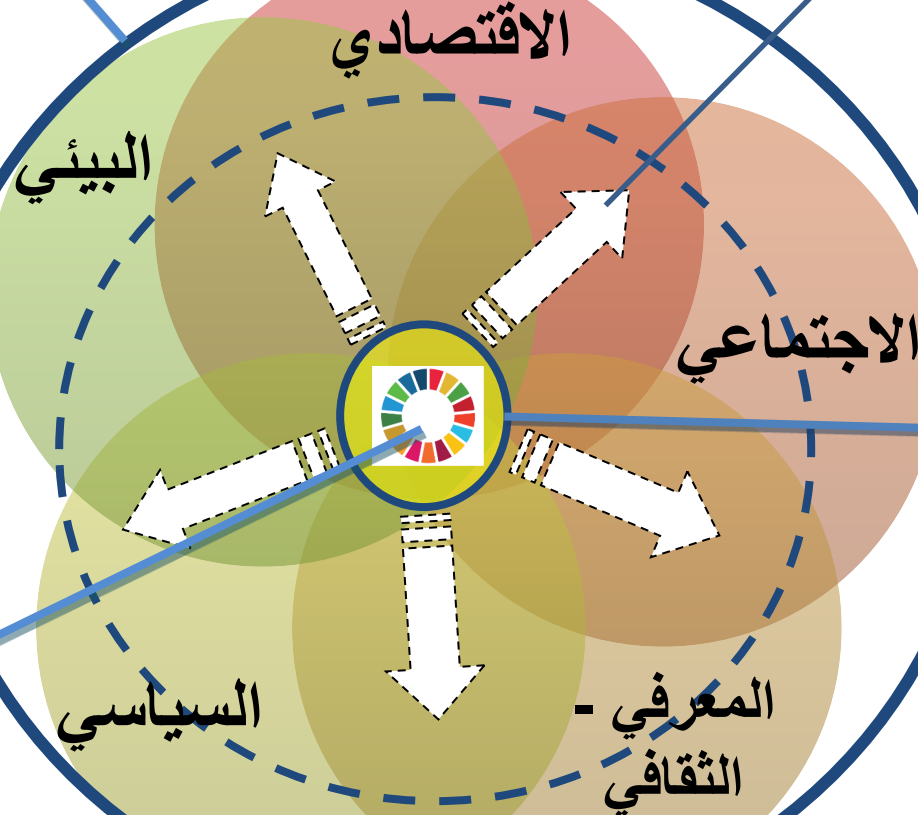 الاقتصادي
البيئي
الاجتماعي
السياسي
المعرفي -
الثقافي